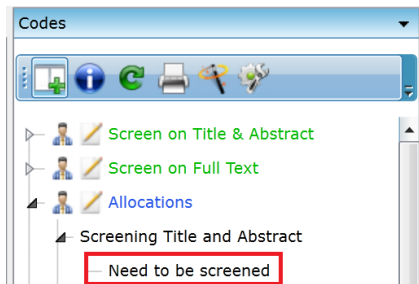 Codes
Screen on Title & Abstract
Screen on Full Text
Allocations
Screening Title and Abstract
Need to be screened